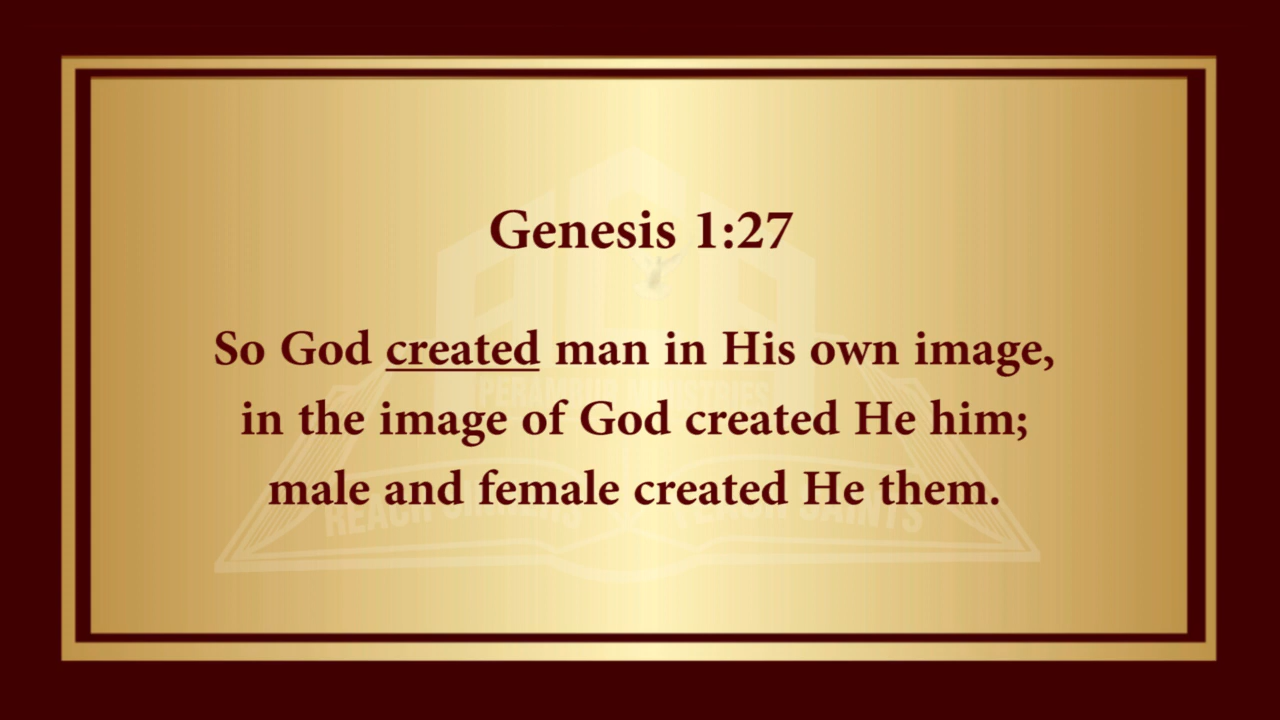 Genesis 1:27
So God created man in His own image,
in the image of God created He him;
male and female created He them.